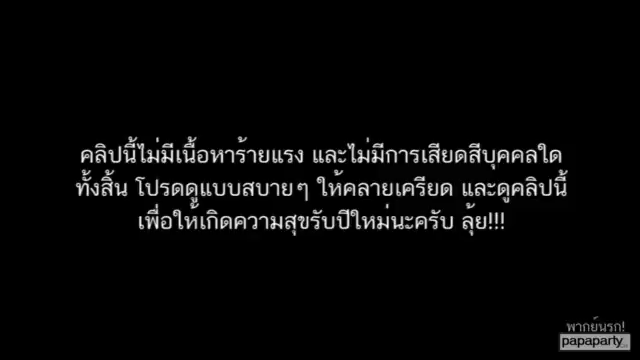 คลิปนี้ไม่มีเนื้อหาร้ายแรง และไม่มีการเสียดสีบุคคลใด
ทั้งสิ้น โปรดดูแบบสบายๆ ให้คลายเครียด และดูคลิปนี้
เพื่อให้เกิดความสุขรับปีใหม่นะครับ ลุ้ย!!!
พากย์นรก!
papaparty